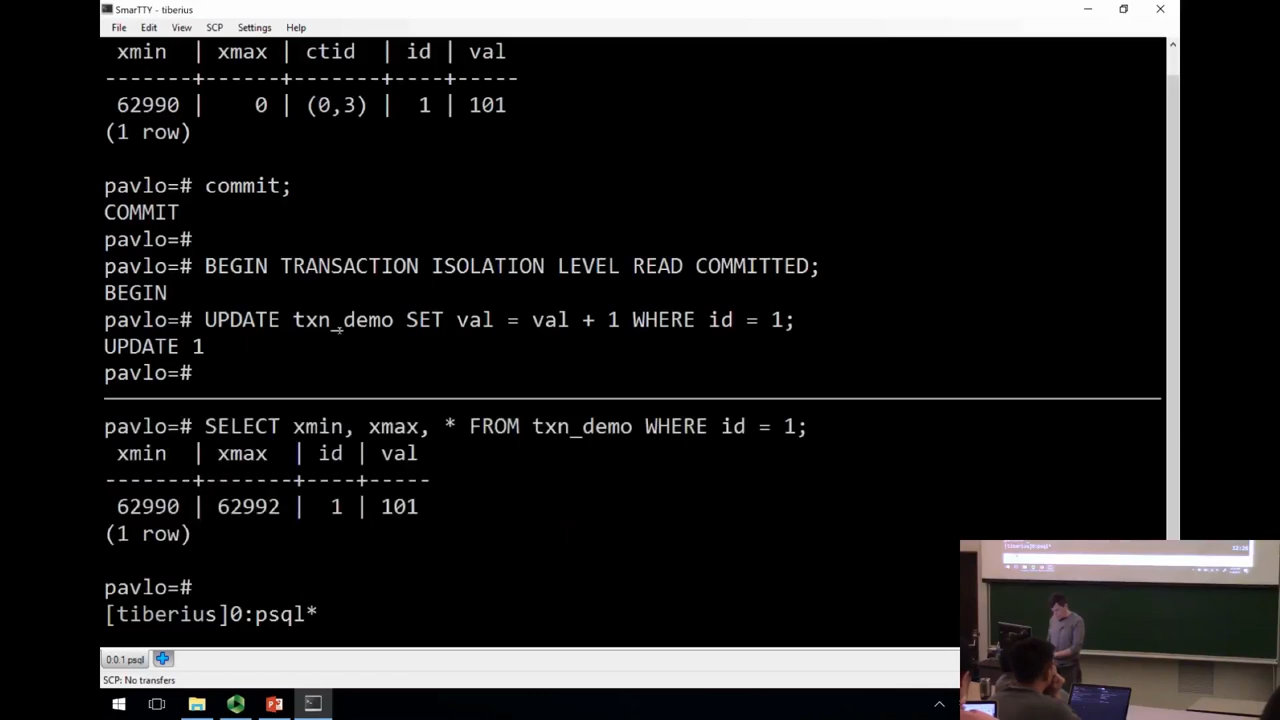 SmarTTY - tiberius
File Edit View SCP Settings Help
xmin | xmax | ctid | id | val
-------+------+-------+----+-----
62990 | 0 | (0,3) | 1 | 101
(1 row)
pavlo=# commit;
COMMIT
pavlo=#
pavlo=# BEGIN TRANSACTION ISOLATION LEVEL READ COMMITTED;
BEGIN
pavlo=# UPDATE txn_demo SET val = val + 1 WHERE id = 1;
UPDATE 1
pavlo=#
pavlo=# SELECT xmin, xmax, * FROM txn_demo WHERE id = 1;
xmin | xmax | id | val
-------+-------+----+-----
62990 | 62992 | 1 | 101
(1 row)
pavlo=#
[tiberius]0:psql*
0:0.1 psql
SCP: No transfers